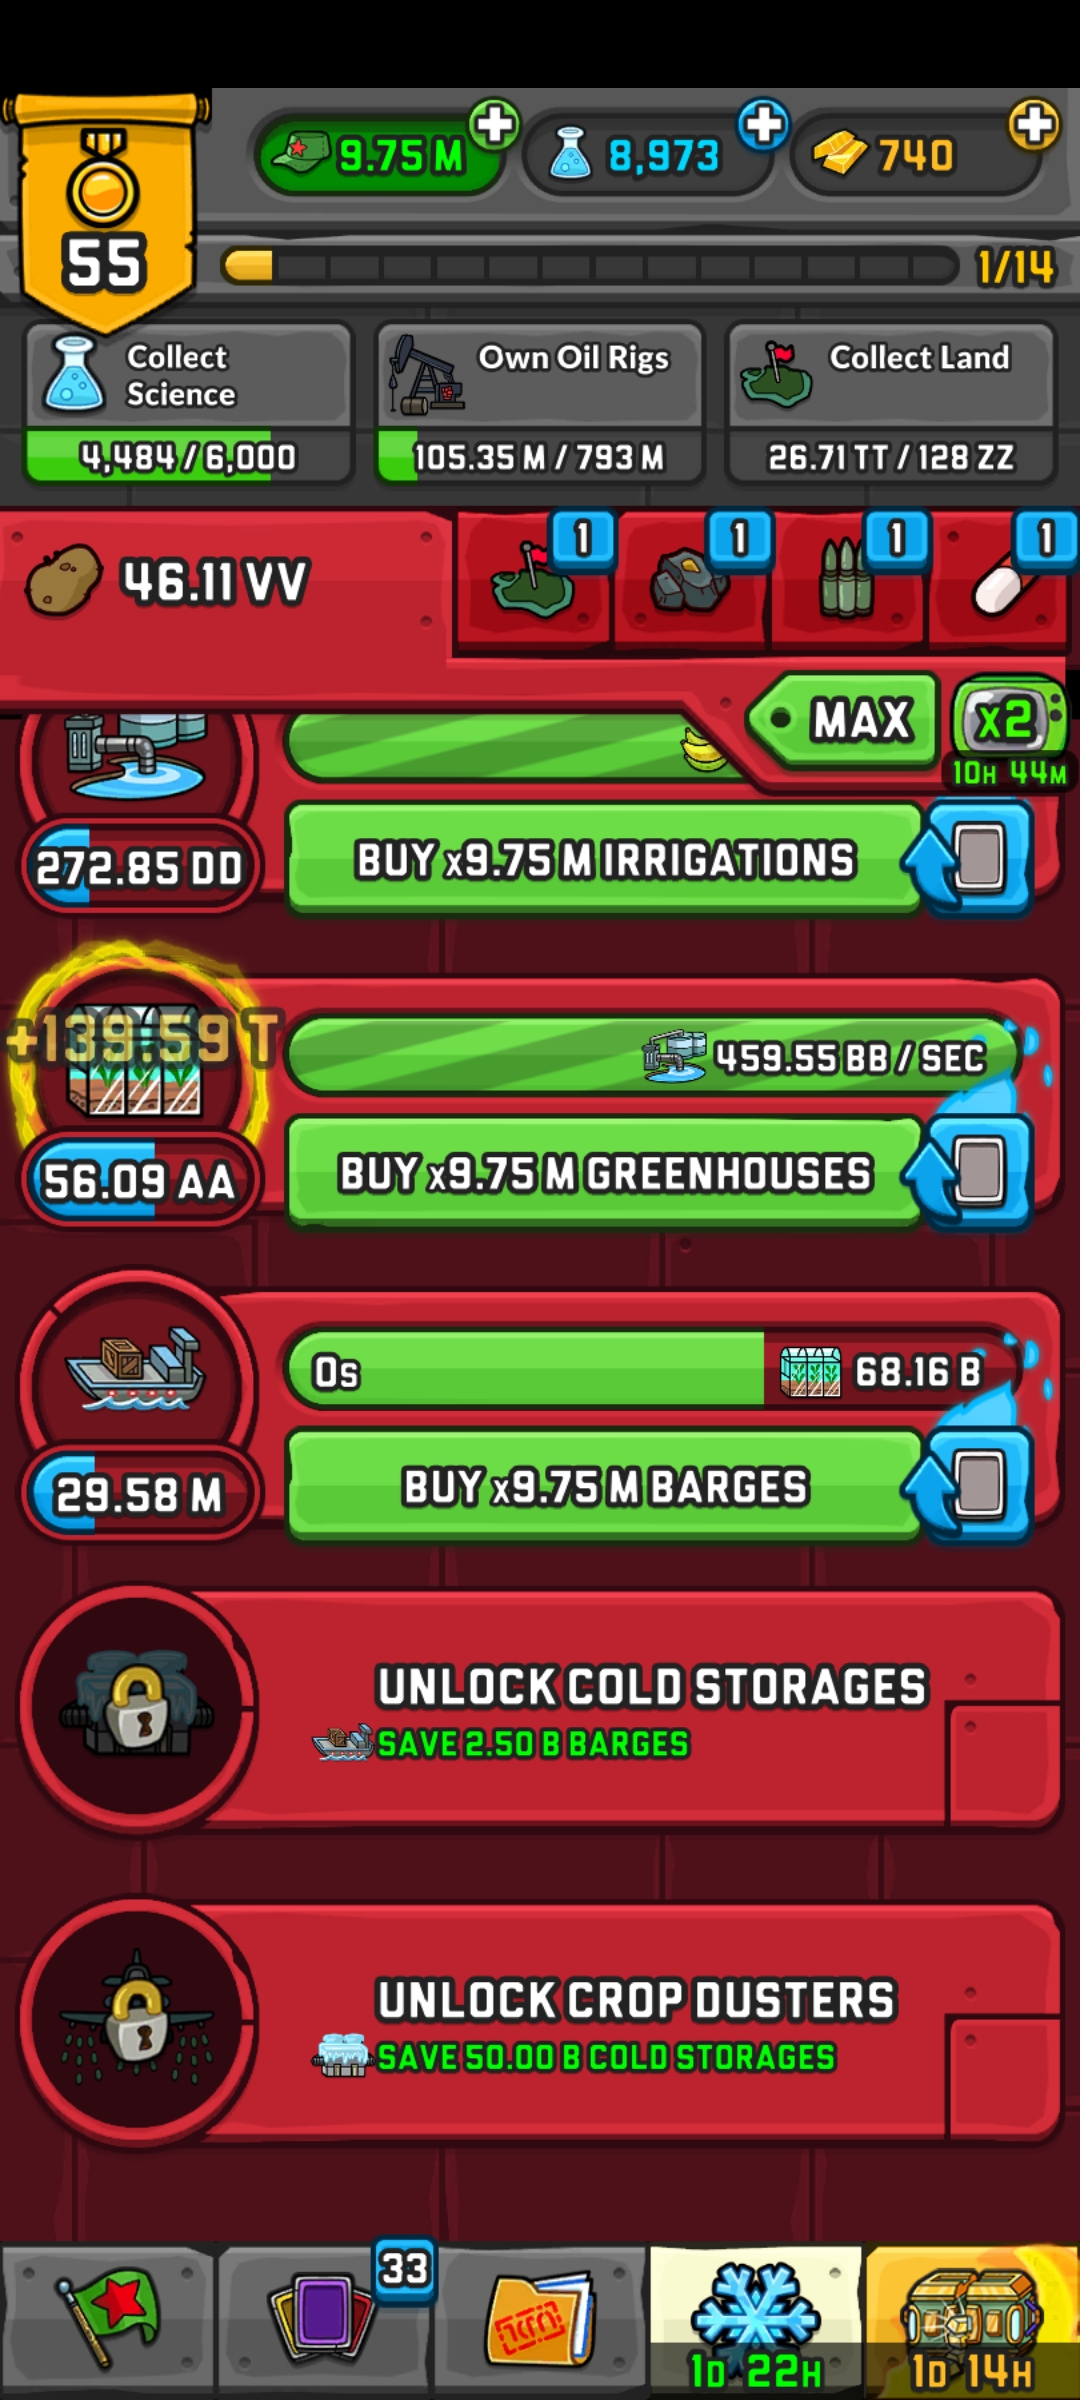 9.75 M
8,973
740
55
1/14
Collect
Science
4,484 / 6,000
Own Oil Rigs
105.35 M / 793 M
Collect Land
26.71 TT / 128 ZZ
46.11 VV
1
1
1
1
MAX
x2
10H 44M
272.85 DD
BUY x9.75 M IRRIGATIONS
+139.59 T
459.55 BB / SEC
56.09 AA
BUY x9.75 M GREENHOUSES
0s
68.16 B
29.58 M
BUY x9.75 M BARGES
UNLOCK COLD STORAGES
SAVE 2.50 B BARGES
UNLOCK CROP DUSTERS
SAVE 50.00 B COLD STORAGES
33
1D 22H
1D 14H